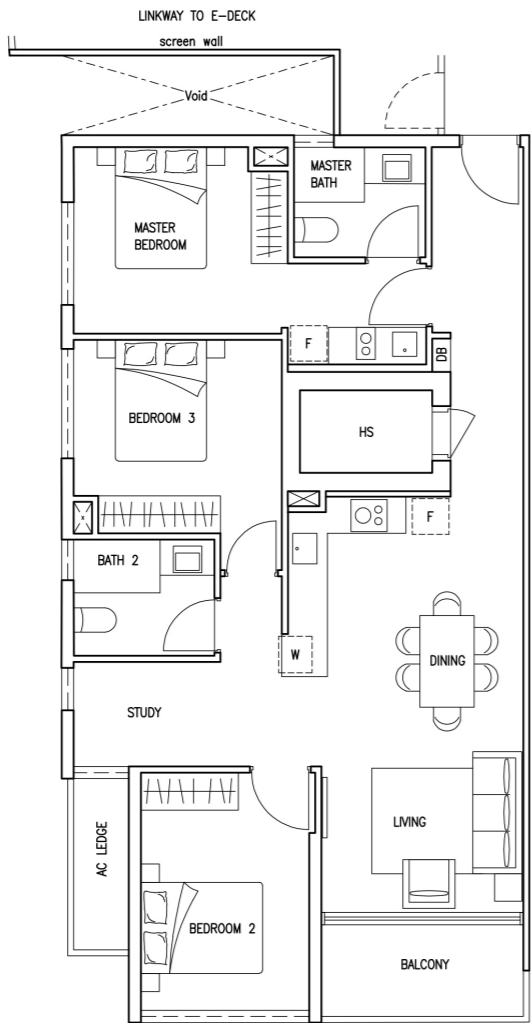 LINKWAY TO E-DECK
screen wall
Void
MASTER
BATH
MASTER
BEDROOM
F
DB
BEDROOM 3
HS
F
BATH 2
W
DINING
STUDY
LIVING
AC LEDGE
BEDROOM 2
BALCONY